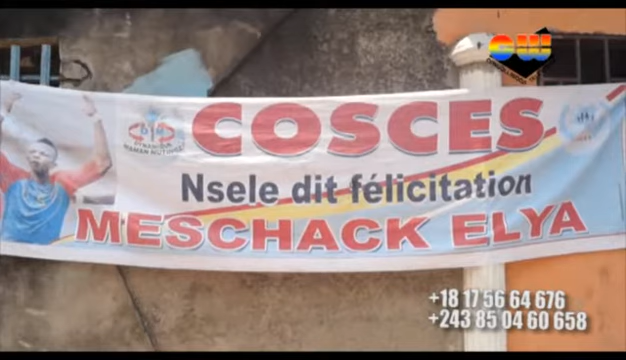 COSCES
Nsele dit félicitation
MESCHACK ELYA
+18 17 56 64 676
+243 85 04 60 658